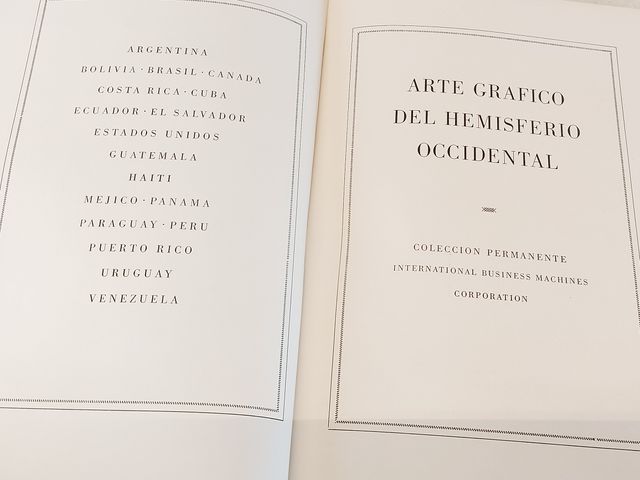 ARGENTINA
BOLIVIA · BRASIL · CANADA
COSTA RICA · CUBA
ECUADOR · EL SALVADOR
ESTADOS UNIDOS
GUATEMALA
HAITI
MEJICO · PANAMA
PARAGUAY · PERU
PUERTO RICO
URUGUAY
VENEZUELA
ARTE GRAFICO
DEL HEMISFERIO
OCCIDENTAL
COLECCION PERMANENTE
INTERNATIONAL BUSINESS MACHINES
CORPORATION